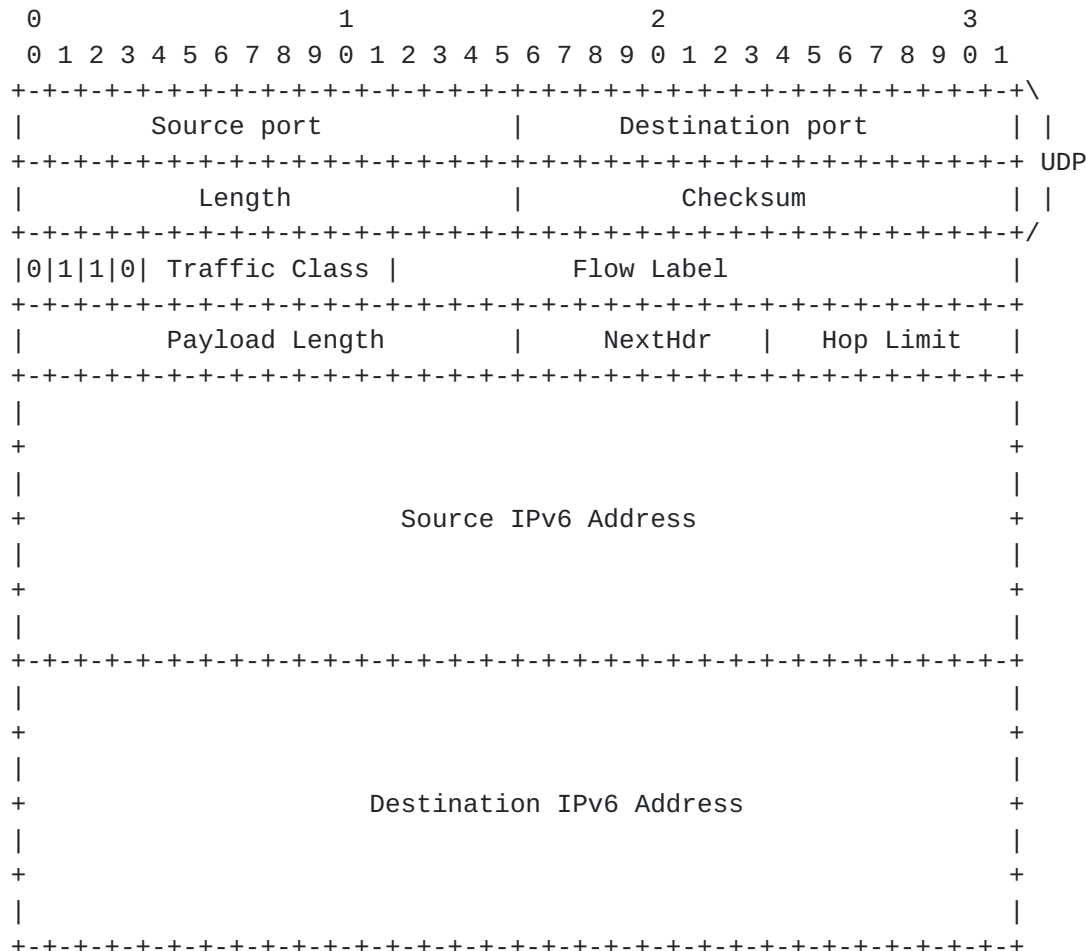 0                   1                   2                   3
 0 1 2 3 4 5 6 7 8 9 0 1 2 3 4 5 6 7 8 9 0 1 2 3 4 5 6 7 8 9 0 1
+-+-+-+-+-+-+-+-+-+-+-+-+-+-+-+-+-+-+-+-+-+-+-+-+-+-+-+-+-+-+-+-+\
|        Source port            |      Destination port         | |
+-+-+-+-+-+-+-+-+-+-+-+-+-+-+-+-+-+-+-+-+-+-+-+-+-+-+-+-+-+-+-+-+ UDP
|           Length              |          Checksum             | |
+-+-+-+-+-+-+-+-+-+-+-+-+-+-+-+-+-+-+-+-+-+-+-+-+-+-+-+-+-+-+-+-+/
|0|1|1|0| Traffic Class |           Flow Label                  |
+-+-+-+-+-+-+-+-+-+-+-+-+-+-+-+-+-+-+-+-+-+-+-+-+-+-+-+-+-+-+-+-+
|         Payload Length        |     NextHdr   |   Hop Limit   |
+-+-+-+-+-+-+-+-+-+-+-+-+-+-+-+-+-+-+-+-+-+-+-+-+-+-+-+-+-+-+-+-+
|                                                               |
+                                                               +
|                                                               |
+                        Source IPv6 Address                    +
|                                                               |
+                                                               +
|                                                               |
+-+-+-+-+-+-+-+-+-+-+-+-+-+-+-+-+-+-+-+-+-+-+-+-+-+-+-+-+-+-+-+-+
|                                                               |
+                                                               +
|                                                               |
+                      Destination IPv6 Address                 +
|                                                               |
+                                                               +
|                                                               |
+-+-+-+-+-+-+-+-+-+-+-+-+-+-+-+-+-+-+-+-+-+-+-+-+-+-+-+-+-+-+-+-+